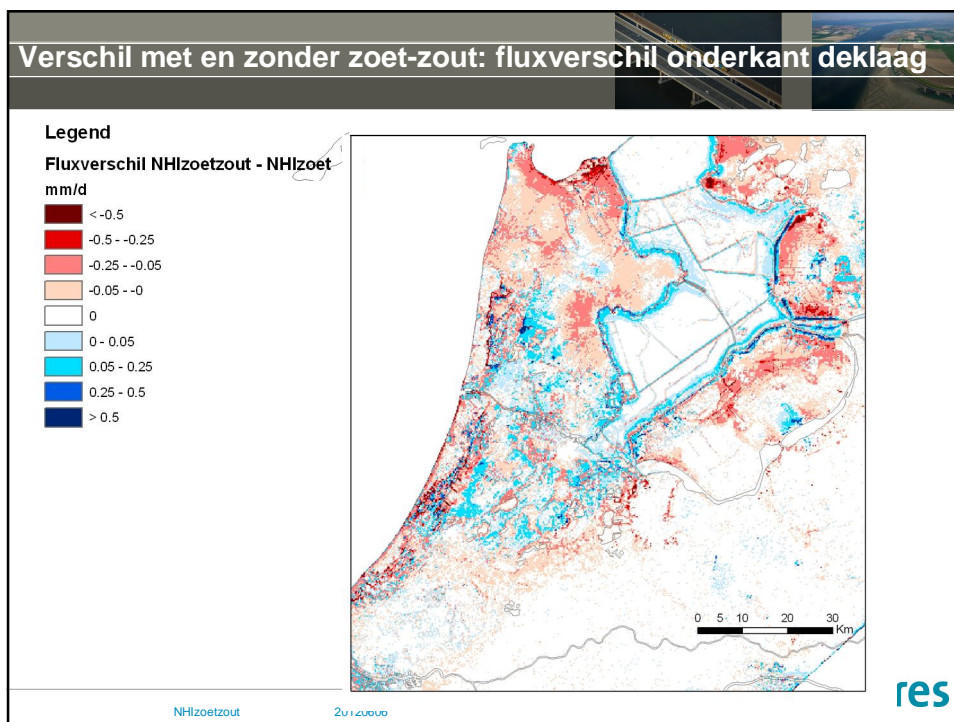 Verschil met en zonder zoet-zout: fluxverschil onderkant deklaag
Legend
Fluxverschil NHIzoetzout - NHIzoet
mm/d
< -0.5
-0.5 - -0.25
-0.25 - -0.05
-0.05 - -0
0
0 - 0.05
0.05 - 0.25
0.25 - 0.5
> 0.5
0 5 10 20 30
Km
NHIzoetzout 20120606
res